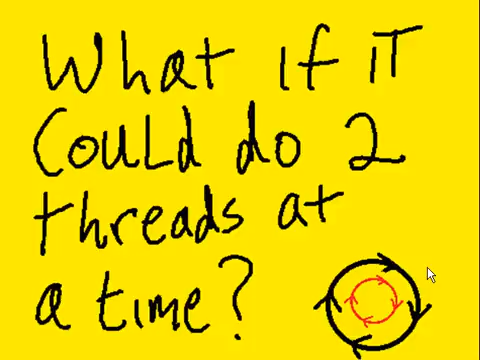 What if iT
CouLd do 2
threads at
a time?